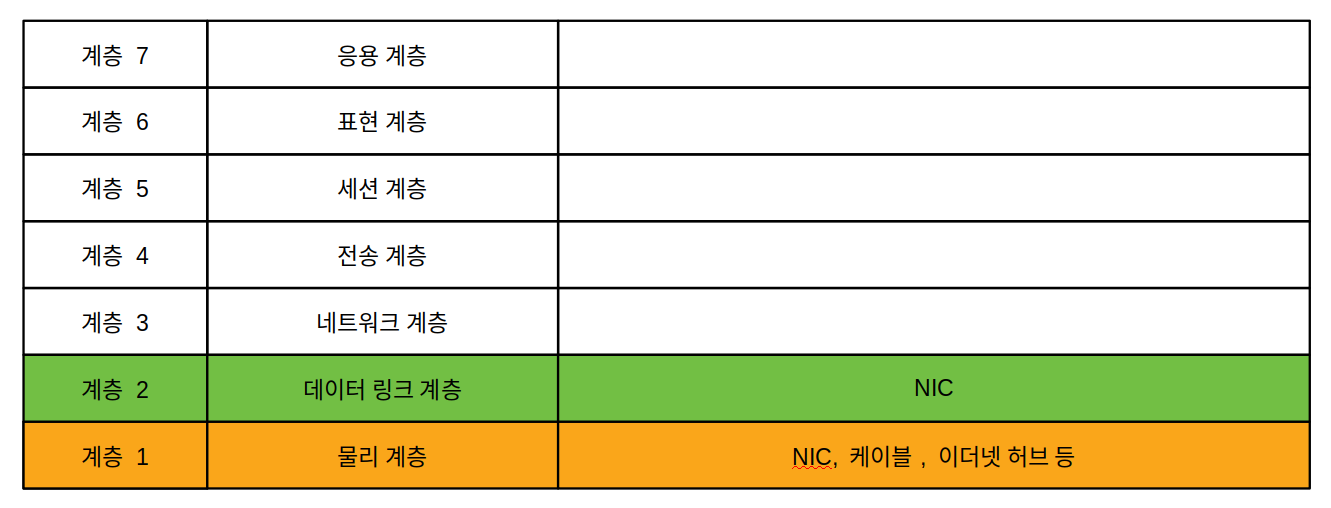 계층 7 응용 계층
계층 6 표현 계층
계층 5 세션 계층
계층 4 전송 계층
계층 3 네트워크 계층
계층 2 데이터 링크 계층 NIC
계층 1 물리 계층 NIC, 케이블 , 이더넷 허브 등